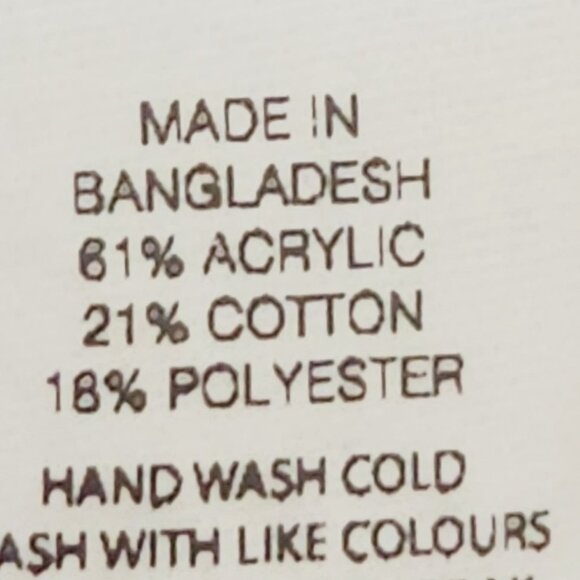 MADE IN
BANGLADESH
61% ACRYLIC
21% COTTON
18% POLYESTER
HAND WASH COLD
ASH WITH LIKE COLOURS